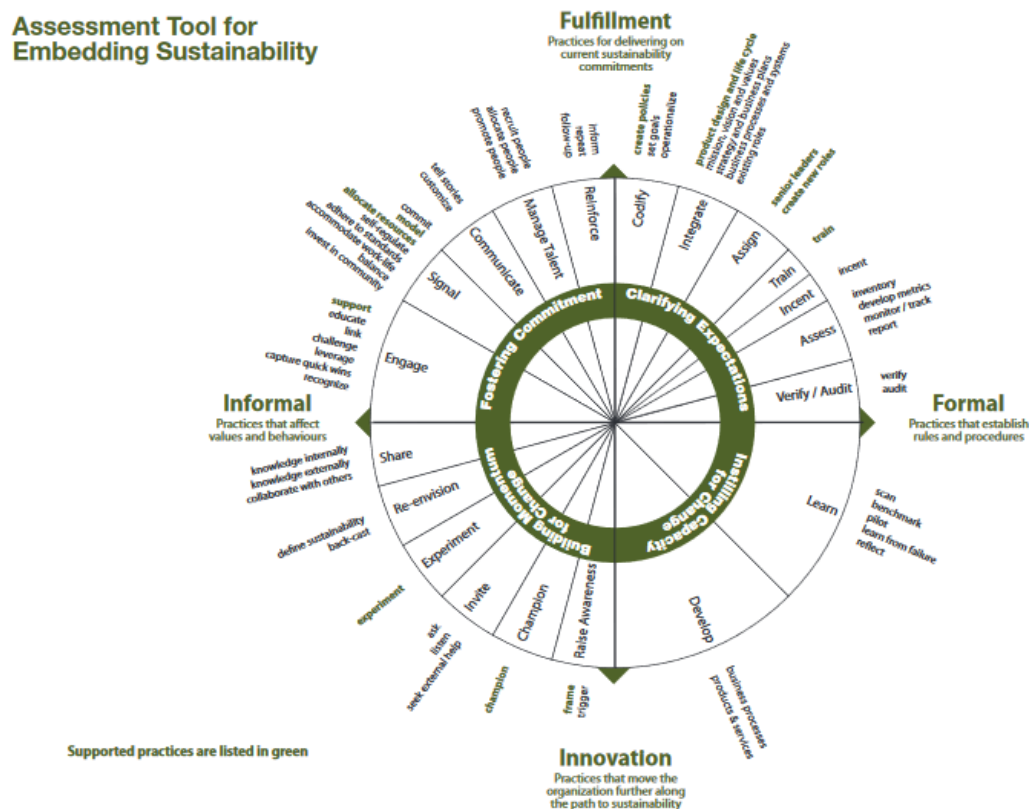 Assessment Tool for
Embedding Sustainability
Fulfillment
Practices for delivering on
current sustainability
commitments
recruit people
allocate people
promote people
inform
repeat
follow-up
create policies
set goals
operationalize
product design and life cycle
mission, vision and values
strategy and business plans
business processes and systems
existing roles
senior leaders
create new roles
train
incent
inventory
develop metrics
monitor / track
report
verify
audit
tell stories
customize
commit
model
allocate resources
self-regulate
adhere to standards
accommodate work-life
balance
invest in community
support
educate
link
challenge
leverage
capture quick wins
recognize
Engage
Signal
Communicate
Manage Talent
Reinforce
Codify
Integrate
Assign
Train
Incent
Assess
Verify / Audit
Fostering Commitment
Clarifying Expectations
Informal
Practices that affect
values and behaviours
Formal
Practices that establish
rules and procedures
Building Momentum
for Change
Instilling Capacity
for Change
Share
Re-envision
Experiment
Invite
Champion
Raise Awareness
Develop
Learn
knowledge internally
knowledge externally
collaborate with others
define sustainability
back-cast
experiment
ask
listen
seek external help
champion
frame
trigger
business processes
products & services
scan
benchmark
pilot
learn from failure
reflect
Supported practices are listed in green
Innovation
Practices that move the
organization further along
the path to sustainability